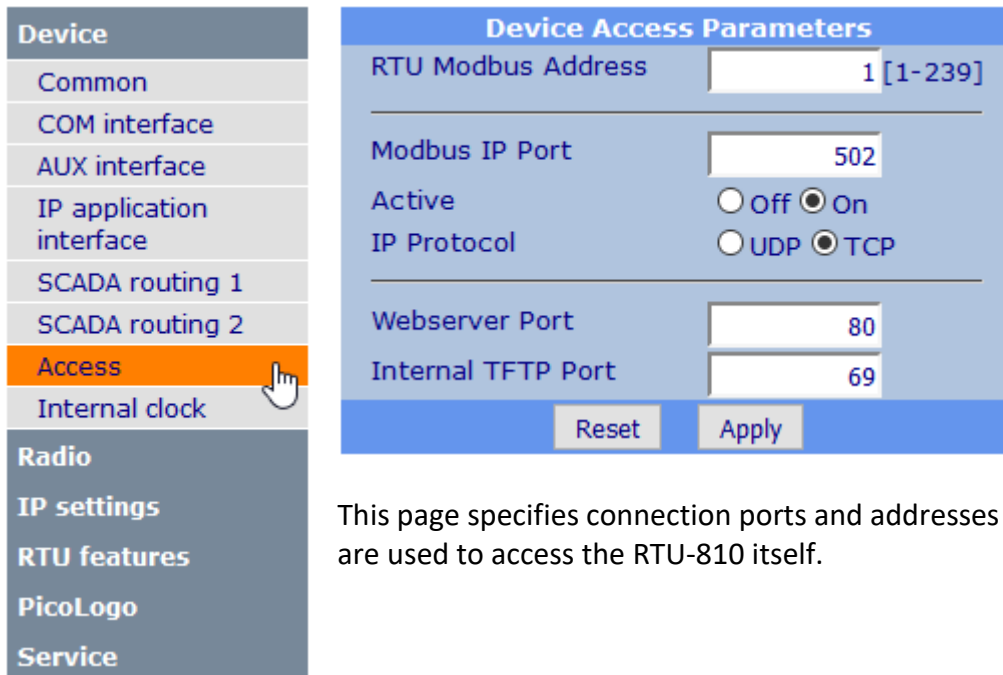 Device
Common
COM interface
AUX interface
IP application
interface
SCADA routing 1
SCADA routing 2
Access
Internal clock
Radio
IP settings
RTU features
PicoLogo
Service
Device Access Parameters
RTU Modbus Address 1 [1-239]
Modbus IP Port 502
Active Off On
IP Protocol UDP TCP
Webserver Port 80
Internal TFTP Port 69
Reset Apply
This page specifies connection ports and addresses
are used to access the RTU-810 itself.